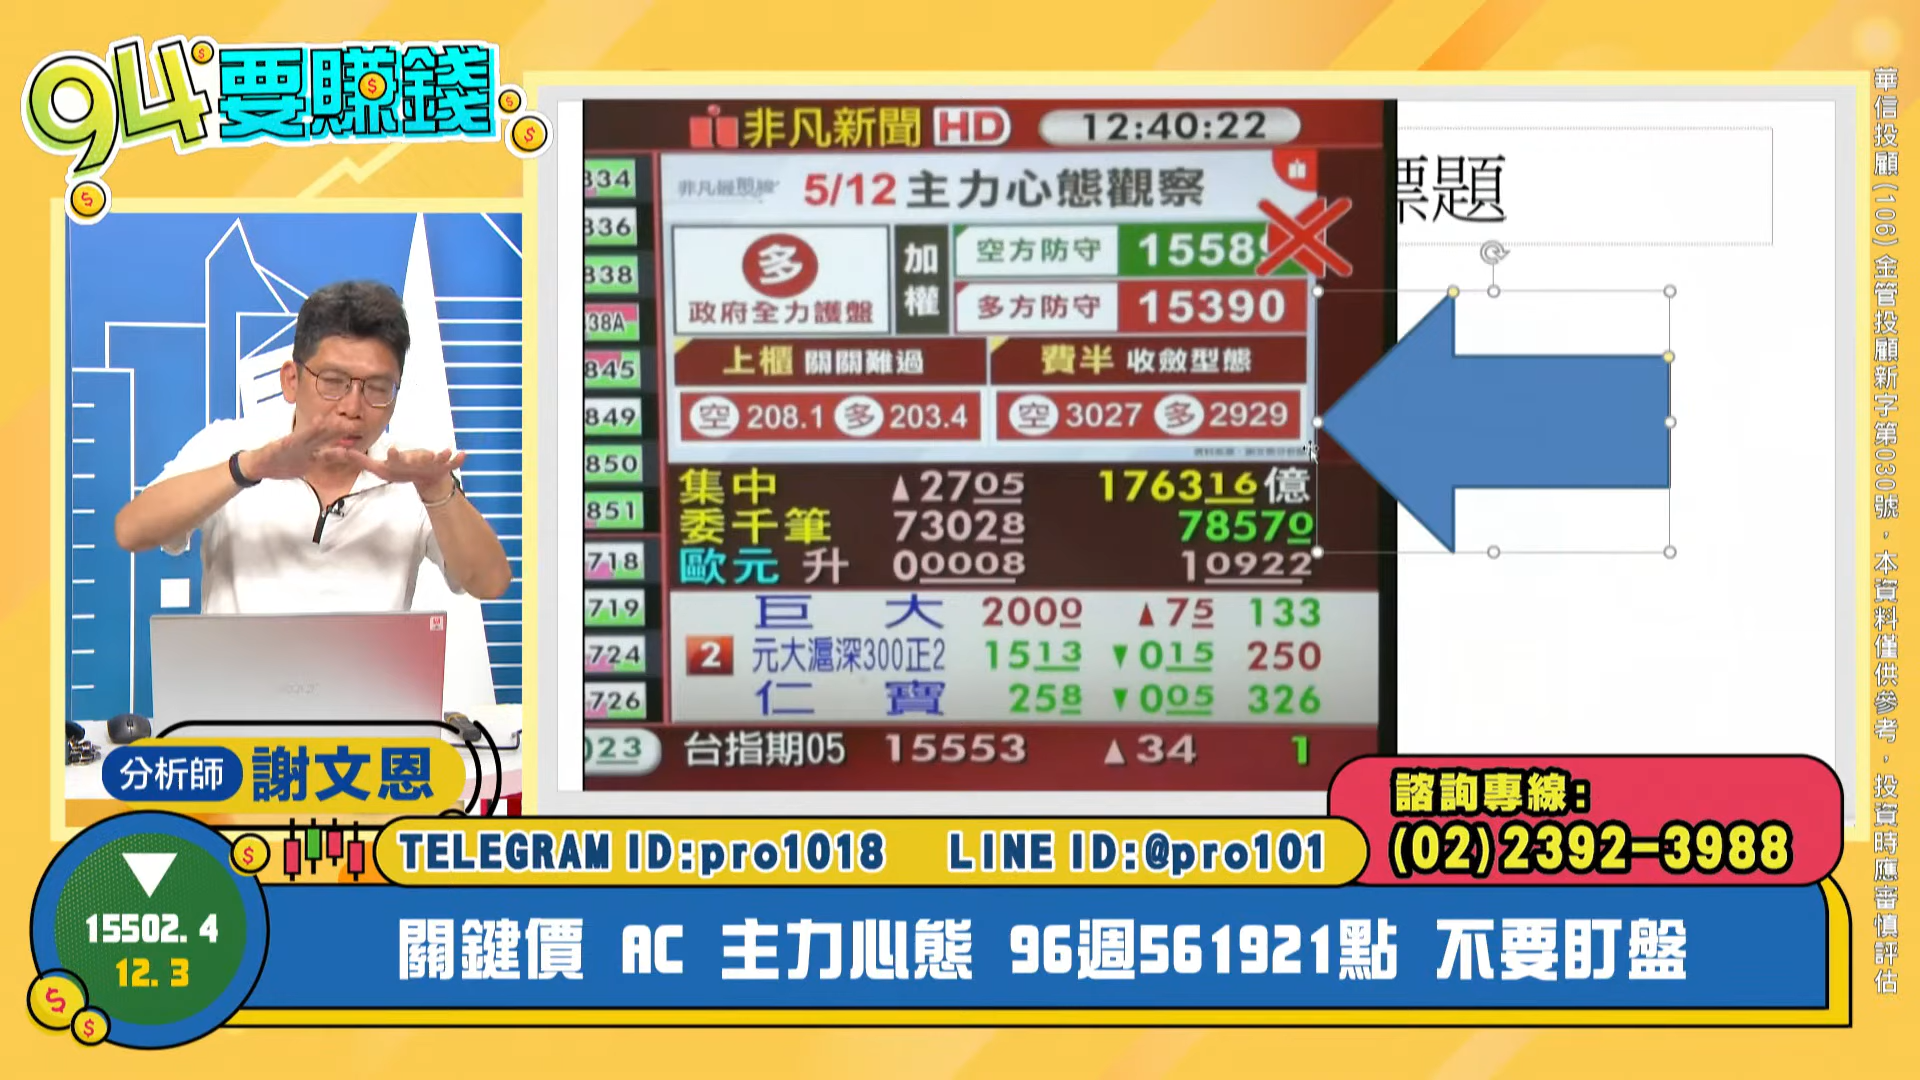 94要賺錢
非凡新聞 HD 12:40:22
標題
5/12 主力心態觀察
多
政府全力護盤
加權
空方防守 1558
多方防守 15390
上櫃 關關難過
費半 收斂型態
空 208.1 多 203.4
空 3027 多 2929
集中 ▲2705 176316億
委千筆 73028 78570
歐元 升 00008 10922
巨大 2000 ▲75 133
2 元大滬深300正2 1513 ▼015 250
仁寶 258 ▼005 326
台指期05 15553 ▲34 1
834
836
838
838A
845
849
850
851
718
719
724
726
023
分析師 謝文恩
諮詢專線:
(02)2392-3988
TELEGRAM ID:pro1018 LINE ID:@pro101
▼
15502.4
12.3
關鍵價 AC 主力心態 96週561921點 不要盯盤
華信投顧(106)金管投顧新字第030號，本資料僅供參考，投資時應審慎評估